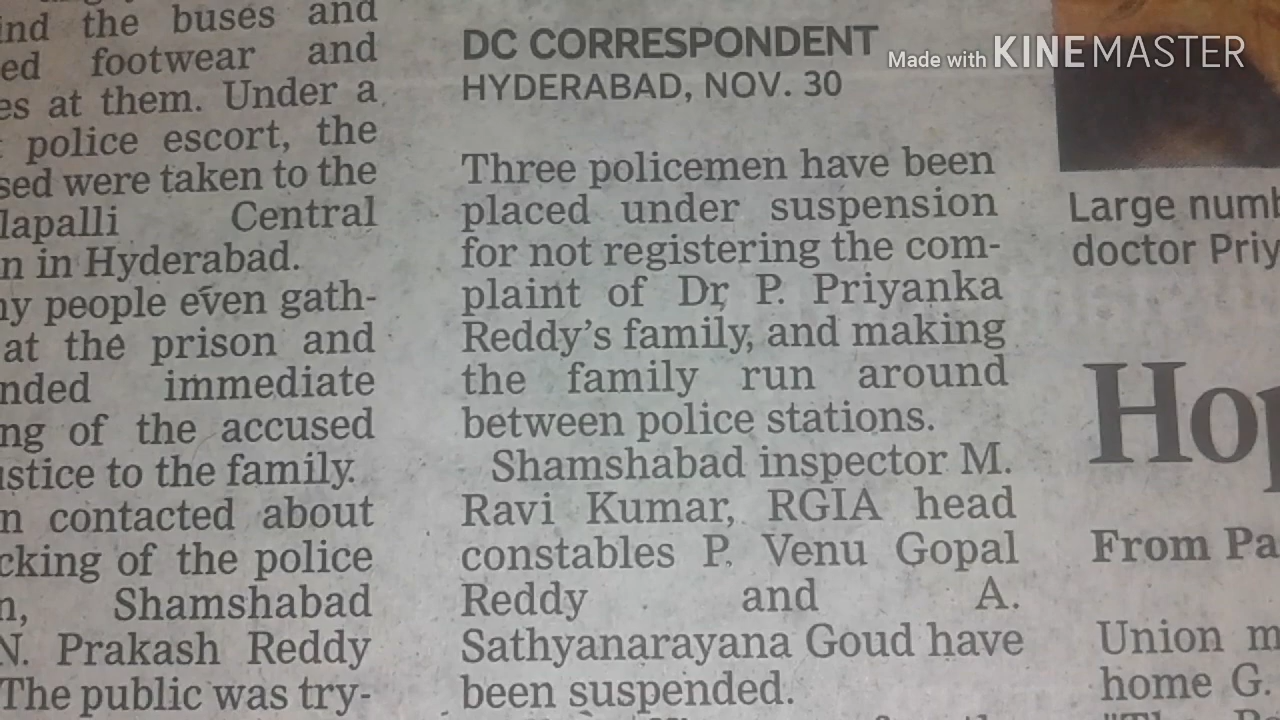 ind the buses and
ed footwear and
es at them. Under a
police escort, the
sed were taken to the
lapalli Central
n in Hyderabad.
ny people even gath-
at the prison and
nded immediate
ng of the accused
ustice to the family.
n contacted about
cking of the police
n, Shamshabad
N. Prakash Reddy
The public was try-
DC CORRESPONDENT
HYDERABAD, NOV. 30
Three policemen have been
placed under suspension
for not registering the com-
plaint of Dr P. Priyanka
Reddy's family, and making
the family run around
between police stations.
Shamshabad inspector M.
Ravi Kumar, RGIA head
constables P. Venu Gopal
Reddy and A.
Sathyanarayana Goud have
been suspended.
Made with KINEMASTER
Large numb
doctor Priy
Hop
From Pa
Union m
home G.